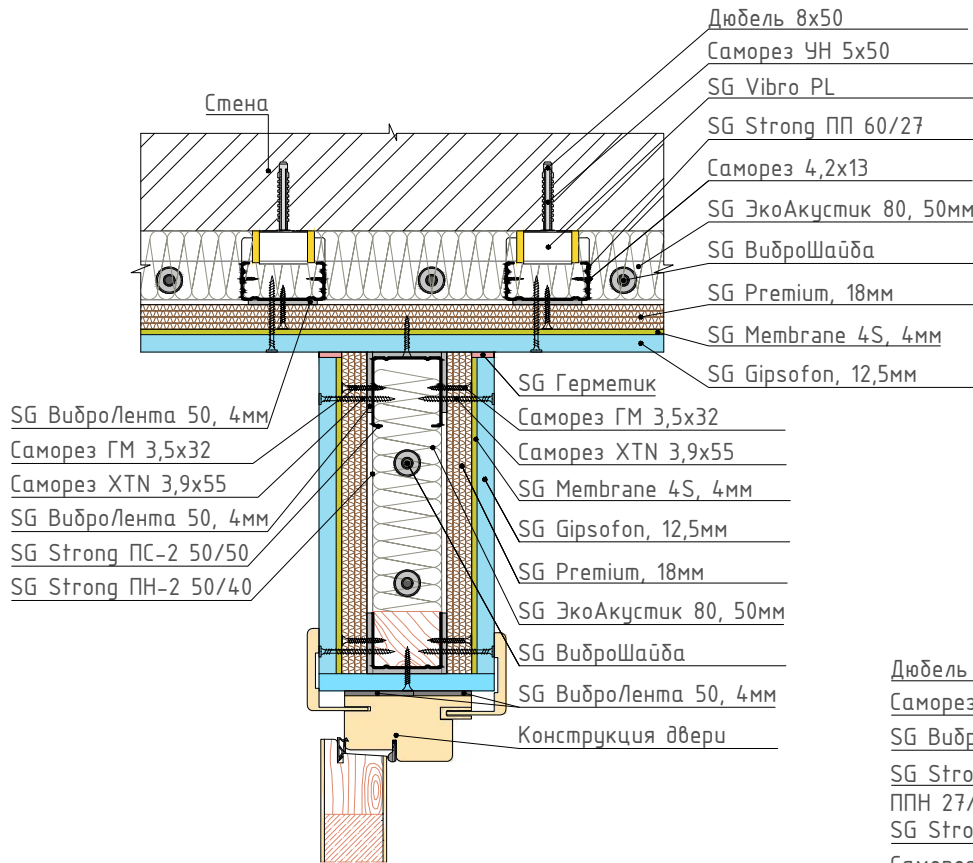 Дюбель 8х50
Саморез УН 5х50
SG Vibro PL
SG Strong ПП 60/27
Саморез 4,2х13
SG ЭкоАкустик 80, 50мм
SG ВиброШайба
SG Premium, 18мм
SG Membrane 4S, 4мм
SG Gipsofon, 12,5мм
Стена
SG ВиброЛента 50, 4мм
Саморез ГМ 3,5х32
Саморез XTN 3,9х55
SG ВиброЛента 50, 4мм
SG Strong ПС-2 50/50
SG Strong ПН-2 50/40
SG Герметик
Саморез ГМ 3,5х32
Саморез XTN 3,9х55
SG Membrane 4S, 4мм
SG Gipsofon, 12,5мм
SG Premium, 18мм
SG ЭкоАкустик 80, 50мм
SG ВиброШайба
SG ВиброЛента 50, 4мм
Конструкция двери
Дюбель
Саморез
SG Вибр
SG Stro
ППН 27/
SG Stro